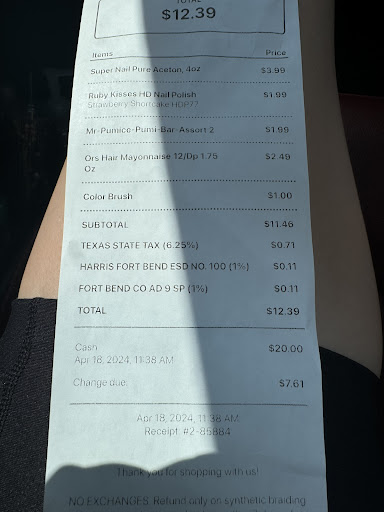 TOTAL
$12.39
Items Price
Super Nail Pure Aceton, 4oz $3.99
Ruby Kisses HD Nail Polish $1.99
Strawberry Shortcake HDP77
Mr-Pumice-Pumi-Bar-Assort 2 $1.99
Ors Hair Mayonnaise 12/Dp 1.75 $2.49
Oz
Color Brush $1.00
SUBTOTAL $11.46
TEXAS STATE TAX (6.25%) $0.71
HARRIS FORT BEND ESD NO. 100 (1%) $0.11
FORT BEND CO AD 9 SP (1%) $0.11
TOTAL $12.39
Cash $20.00
Apr 18, 2024, 11:38 AM
Change due: $7.61
Apr 18, 2024, 11:38 AM
Receipt: #2-85884
Thank you for shopping with us!
NO EXCHANGES. Refund only on synthetic braiding